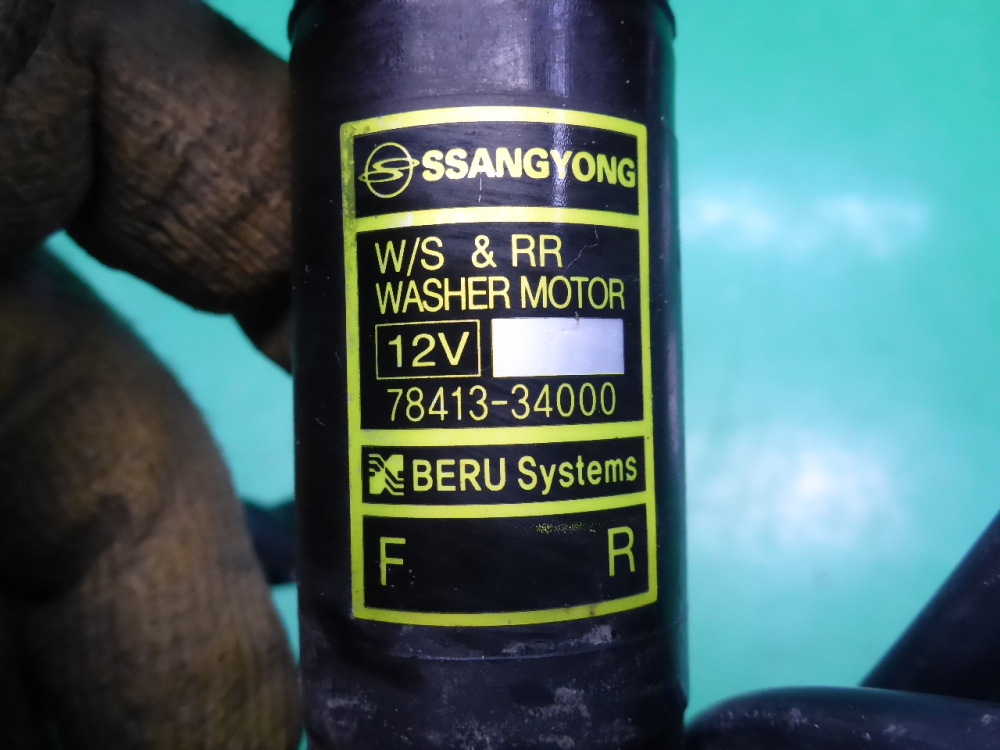 SSANGYONG
W/S & RR
WASHER MOTOR
12V
78413-34000
BERU Systems
F R